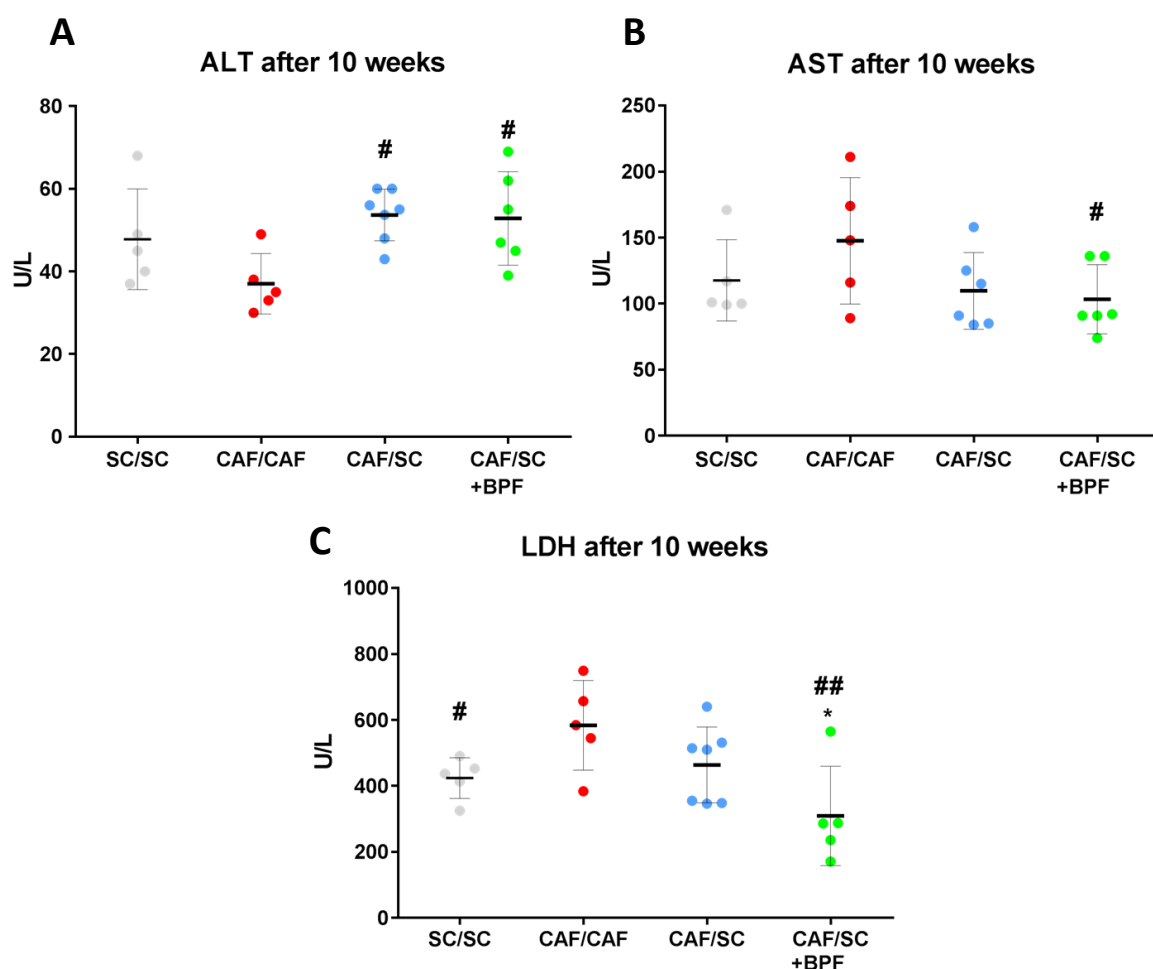 A
ALT after 10 weeks
U/L
80
60
40
20
0
#
#
SC/SC
CAF/CAF
CAF/SC
CAF/SC
+BPF
B
AST after 10 weeks
U/L
250
200
150
100
50
0
#
SC/SC
CAF/CAF
CAF/SC
CAF/SC
+BPF
C
LDH after 10 weeks
U/L
1000
800
600
400
200
0
#
##
*
SC/SC
CAF/CAF
CAF/SC
CAF/SC
+BPF